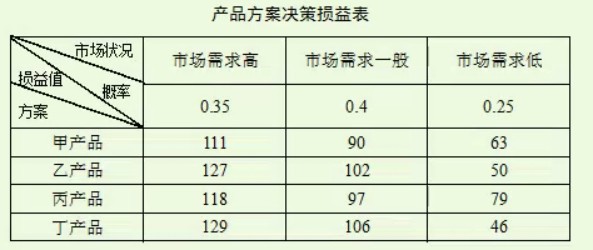 产品方案决策损益表
市场状况 市场需求高 市场需求一般 市场需求低
损益值
概率 0.35 0.4 0.25
方案
甲产品 111 90 63
乙产品 127 102 50
丙产品 118 97 79
丁产品 129 106 46